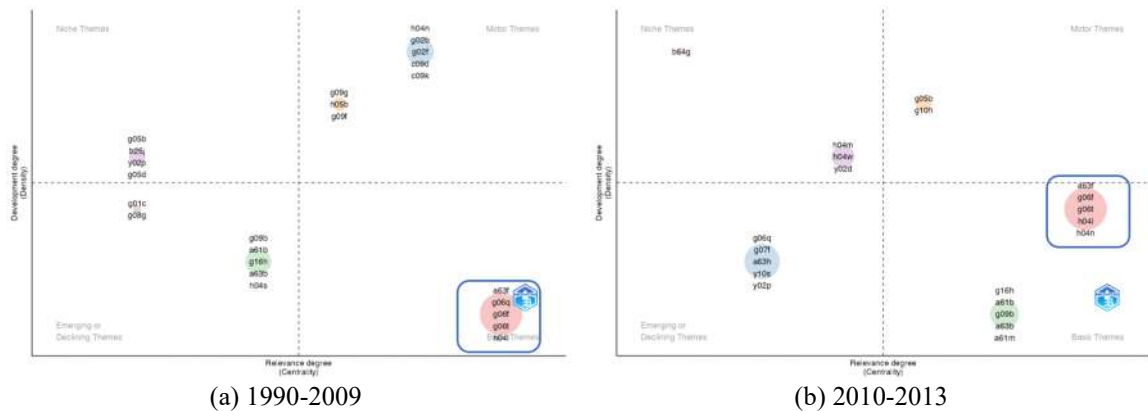 Niche Themes
Motor Themes
h04n
g02b
g02f
c09d
c09k
g09g
h05b
g09f
g05b
b25j
y02p
g05d
g01c
g08g
g09b
a61b
g16h
a63b
h04s
a63f
g06q
g06f
g06t
h04l
Emerging or
Declining Themes
Development degree
(Density)
Relevance degree
(Centrality)
(a) 1990-2009
Niche Themes
Motor Themes
b64g
g05b
g10h
h04m
h04w
y02d
a63f
g06f
g06t
h04l
h04n
g06q
g07f
a63h
y10s
y02p
g16h
a61b
g09b
a63b
a61m
Emerging or
Declining Themes
Basic Themes
Development degree
(Density)
Relevance degree
(Centrality)
(b) 2010-2013